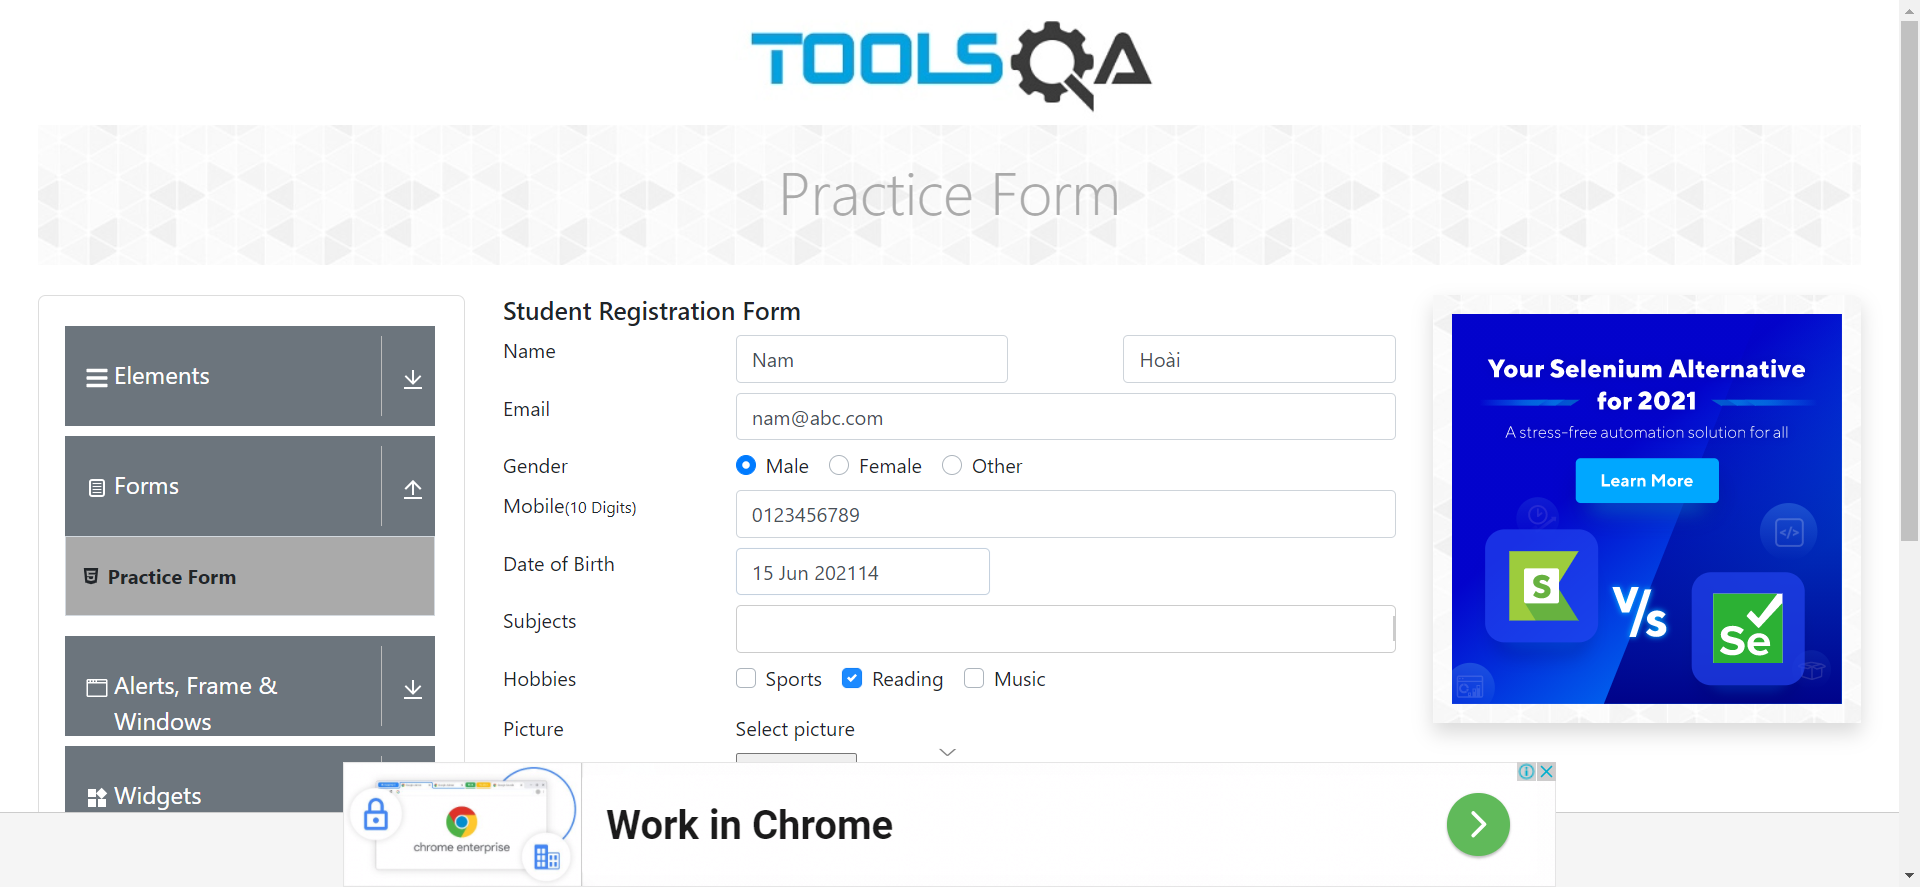 TOOLSQA
Practice Form
Elements
Forms
Practice Form
Alerts, Frame &
Windows
Widgets
Student Registration Form
Name
Nam
Hoài
Email
nam@abc.com
Gender
Male
Female
Other
Mobile(10 Digits)
0123456789
Date of Birth
15 Jun 202114
Subjects
Hobbies
Sports
Reading
Music
Picture
Select picture
Your Selenium Alternative
for 2021
A stress-free automation solution for all
Learn More
S
V/s
Se
chrome enterprise
Work in Chrome